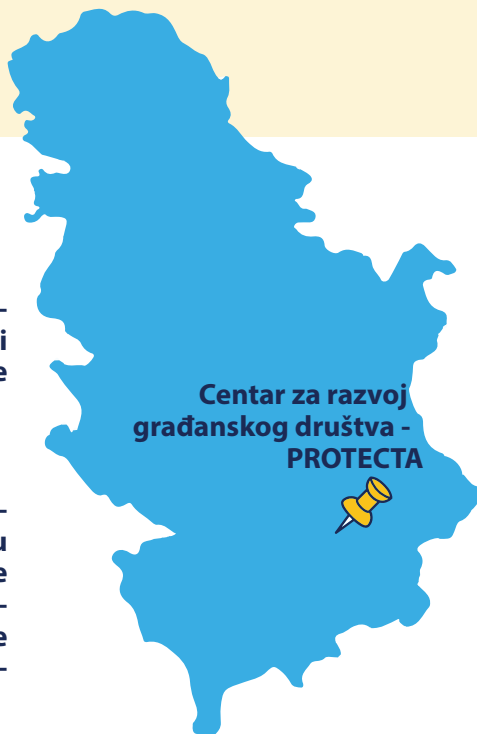 –
i
e
Centar za razvoj
građanskog društva -
PROTECTA
–
u
e
–
e
–